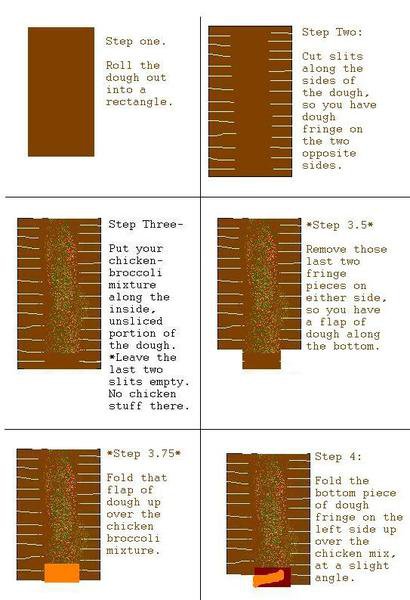 Step one.
Roll the
dough out
into a
rectangle.
Step Two:
Cut slits
along the
sides of
the dough,
so you have
dough
fringe on
the two
opposite
sides.
Step Three-
Put your
chicken-
broccoli
mixture
along the
inside,
unsliced
portion of
the dough.
*Leave the
last two
slits empty.
No chicken
stuff there.
*Step 3.5*
Remove those
last two
fringe
pieces on
either side,
so you have
a flap of
dough along
the bottom.
*Step 3.75*
Fold that
flap of
dough up
over the
chicken
broccoli
mixture.
Step 4:
Fold the
bottom piece
of dough
fringe on the
left side up
over the
chicken mix,
at a slight
angle.